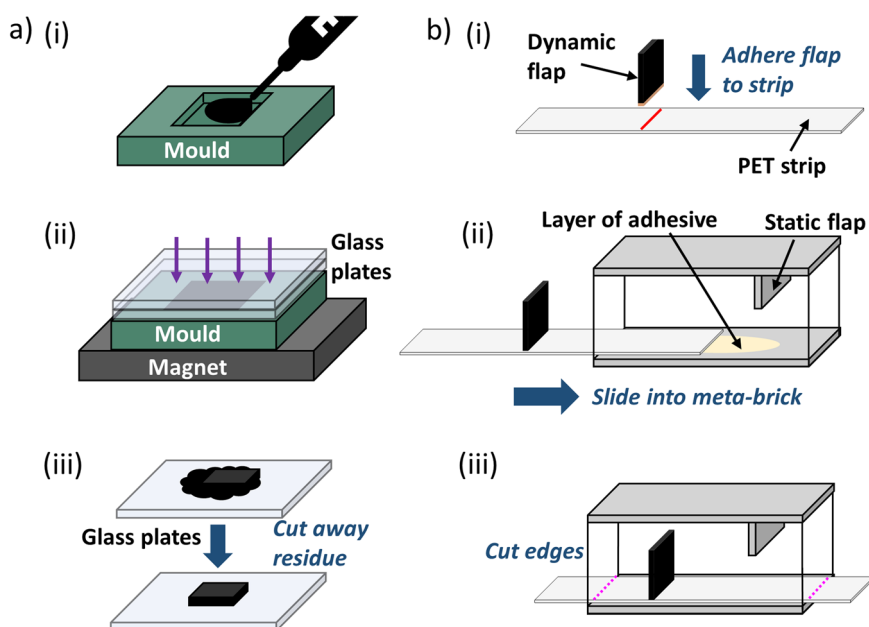 a)
(i)
Mould
(ii)
Glass
plates
Mould
Magnet
(iii)
Glass plates
Cut away
residue
b)
(i)
Dynamic
flap
Adhere flap
to strip
PET strip
(ii)
Layer of adhesive
Static flap
Slide into meta-brick
(iii)
Cut edges